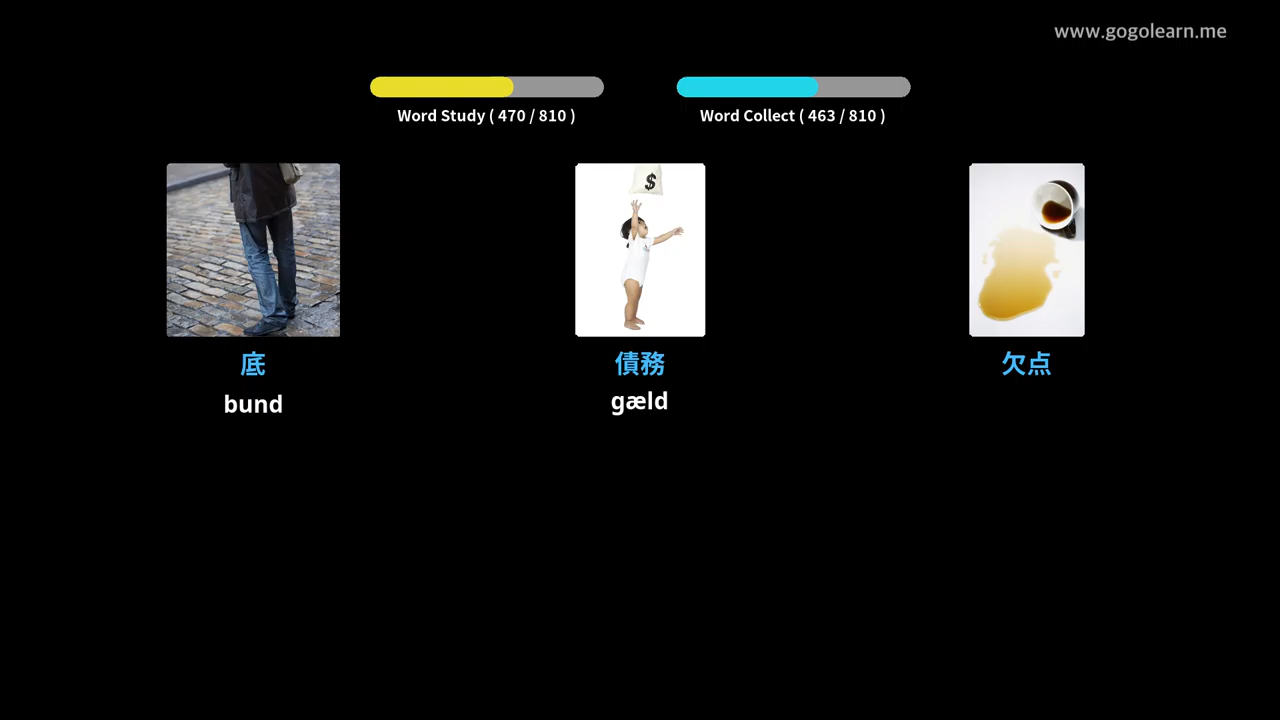 www.gogolearn.me
Word Study ( 470 / 810 )
Word Collect ( 463 / 810 )
$
底
債務
欠点
bund
gæld